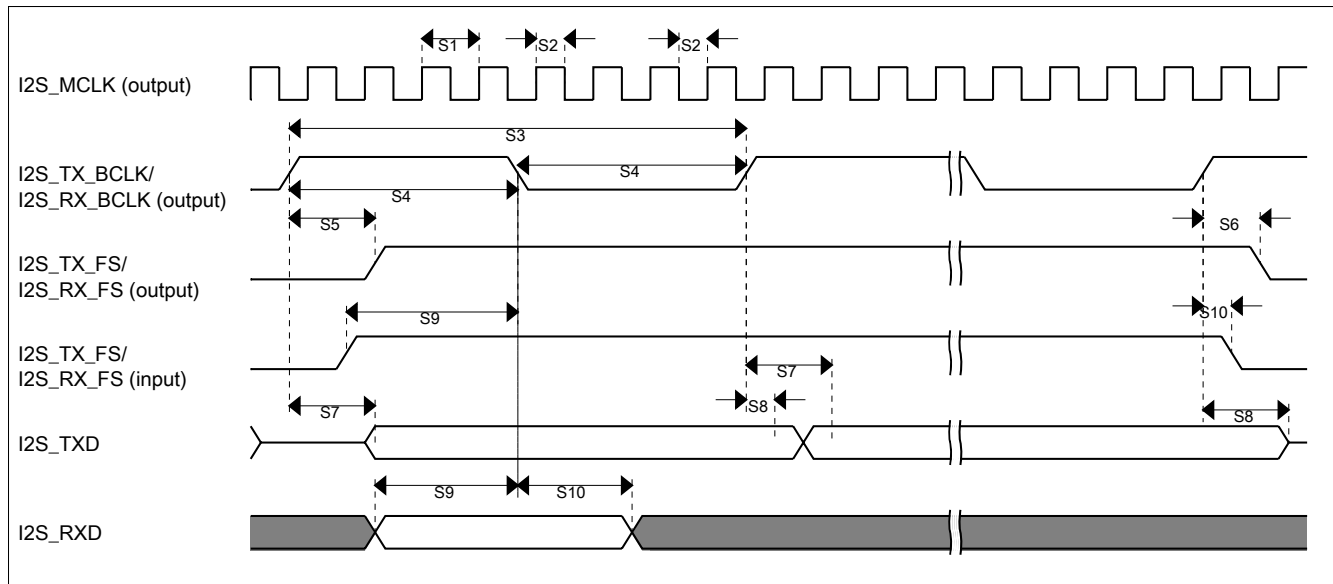 S1 S2 S2
I2S_MCLK (output)
S3
I2S_TX_BCLK/
I2S_RX_BCLK (output)
S4
S4
S5 S6
I2S_TX_FS/
I2S_RX_FS (output)
S9 S10
I2S_TX_FS/
I2S_RX_FS (input)
S7
S7 S8 S8
I2S_TXD
S9 S10
I2S_RXD